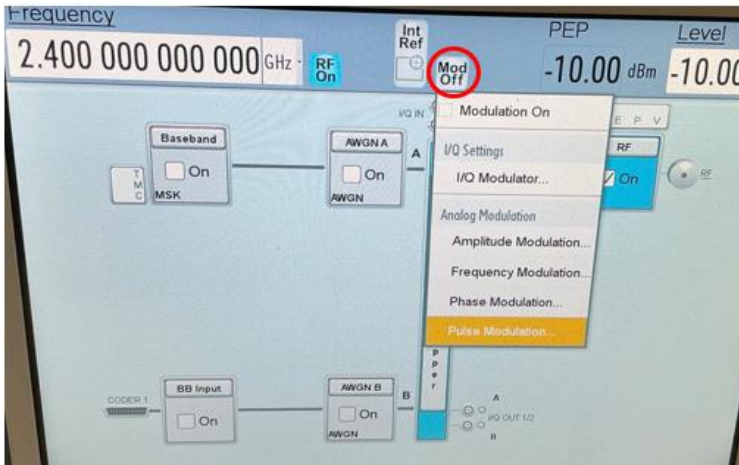 Frequency
2.400 000 000 000 GHz
RF
On
Int
Ref
Mod
Off
PEP
-10.00 dBm
Level
-10.00
I/Q IN
Modulation On
I/Q Settings
I/Q Modulator...
Analog Modulation
Amplitude Modulation...
Frequency Modulation...
Phase Modulation...
Pulse Modulation...
E P V
Baseband
On
T
M
C
MSK
AWGN A
On
AWGN
A
RF
On
RF
p
p
e
r
CODER 1
BB Input
On
AWGN B
On
AWGN
B
A
I/Q OUT 1/2
B